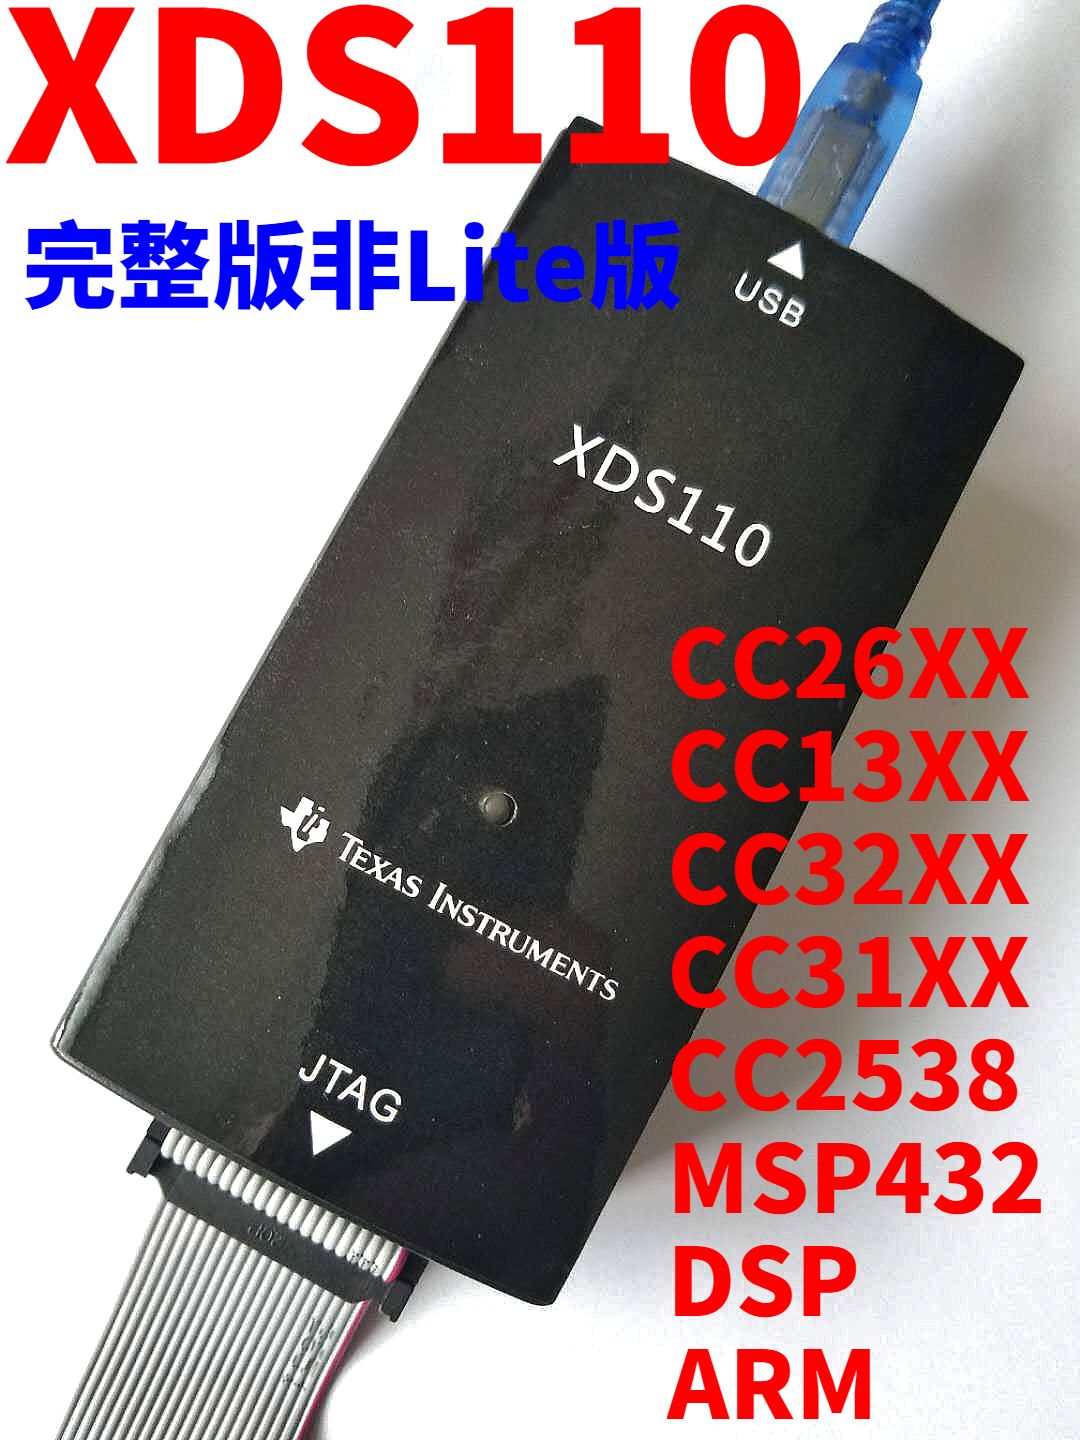 XDS110
完整版非Lite版
USB
XDS110
CC26XX
CC13XX
CC32XX
CC31XX
CC2538
MSP432
DSP
ARM
TEXAS INSTRUMENTS
JTAG